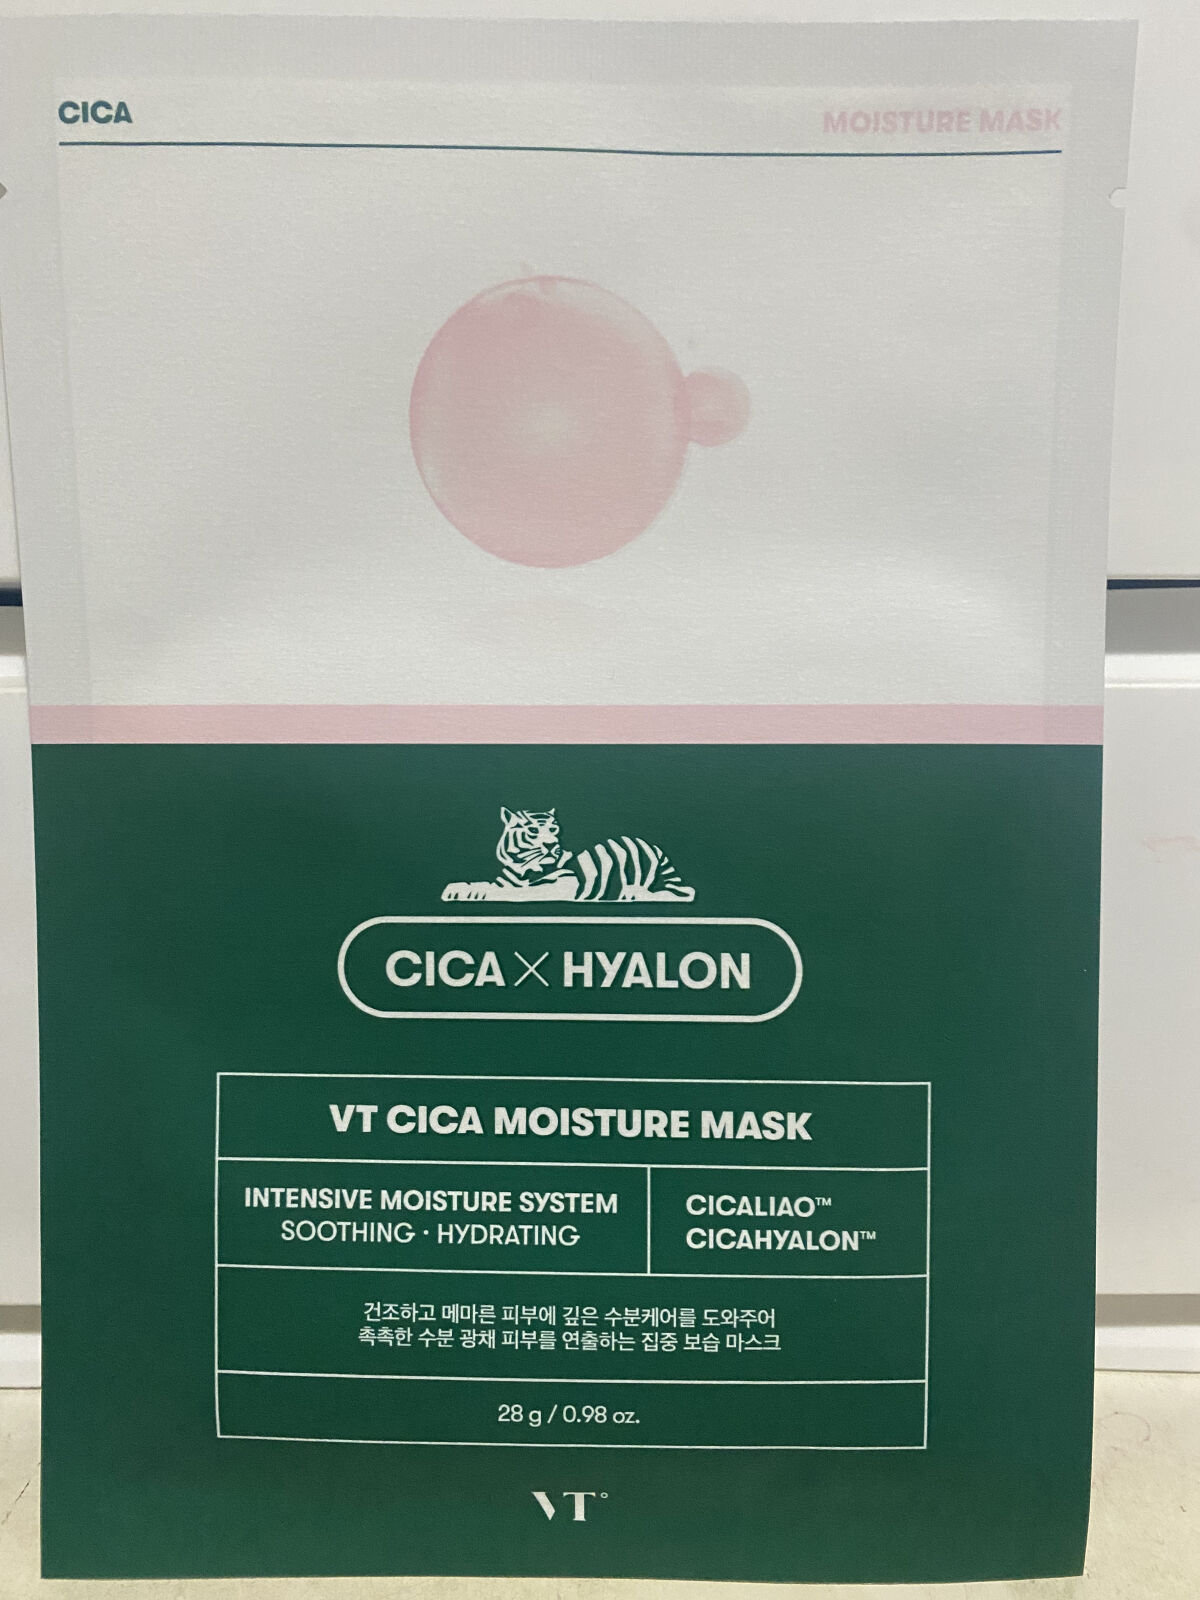 CICA
MOISTURE MASK
CICA X HYALON
VT CICA MOISTURE MASK
INTENSIVE MOISTURE SYSTEM
SOOTHING · HYDRATING
CICALIAO™
CICAHYALON™
건조하고 메마른 피부에 깊은 수분케어를 도와주어
촉촉한 수분 광채 피부를 연출하는 집중 보습 마스크
28 g / 0.98 oz.
VT°